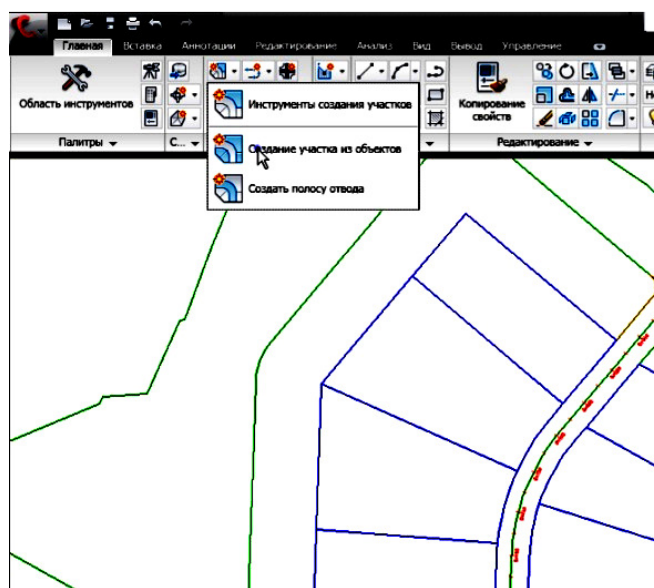 Главная Вставка Аннотации Редактирование Анализ Вид Вывод Управление
Область инструментов
Инструменты создания участков
Создание участка из объектов
Создать полосу отвода
Копирование
свойств
Палитры
С...
Редактирование